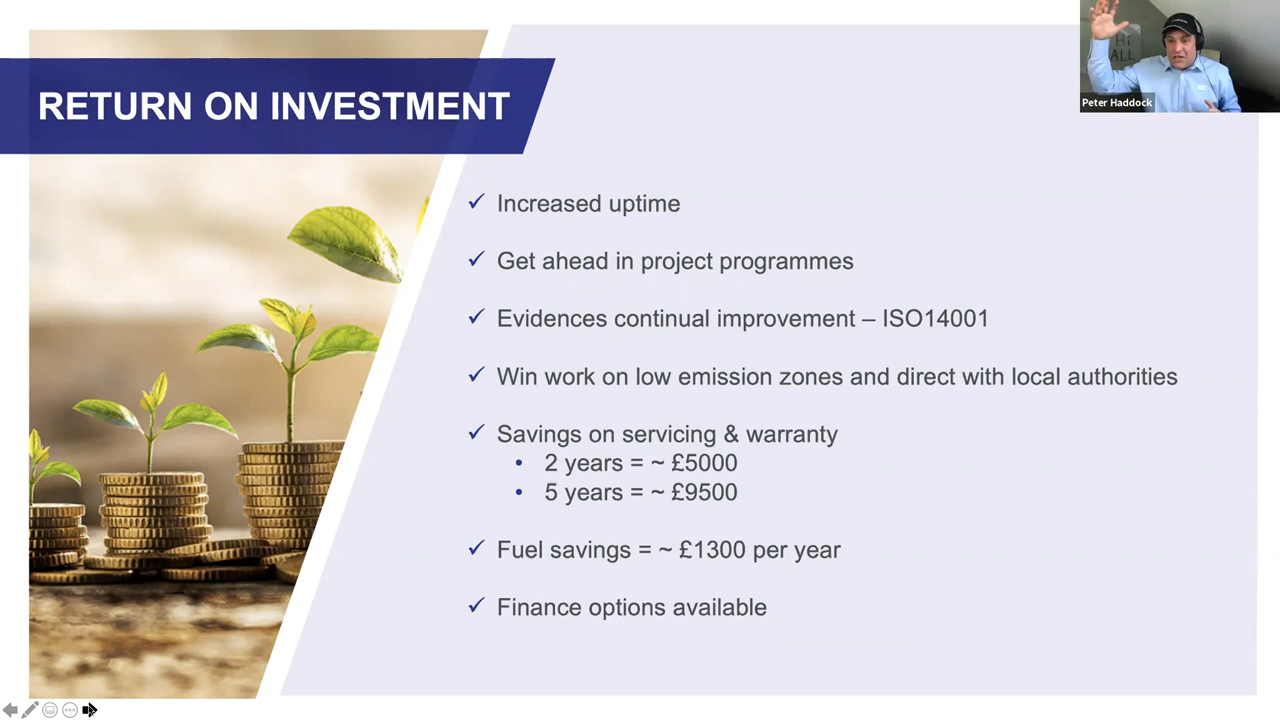 RETURN ON INVESTMENT
Hi
ALL
Peter Haddock
✓ Increased uptime
✓ Get ahead in project programmes
✓ Evidences continual improvement – ISO14001
✓ Win work on low emission zones and direct with local authorities
✓ Savings on servicing & warranty
• 2 years = ~ £5000
• 5 years = ~ £9500
✓ Fuel savings = ~ £1300 per year
✓ Finance options available